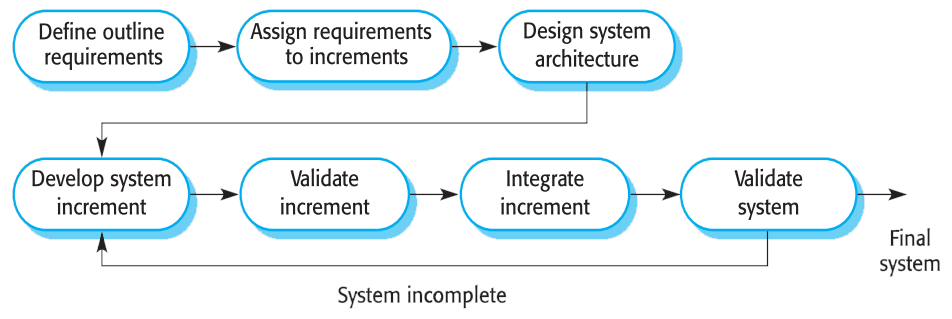 Define outline
requirements
Assign requirements
to increments
Design system
architecture
Develop system
increment
Validate
increment
Integrate
increment
Validate
system
Final
system
System incomplete